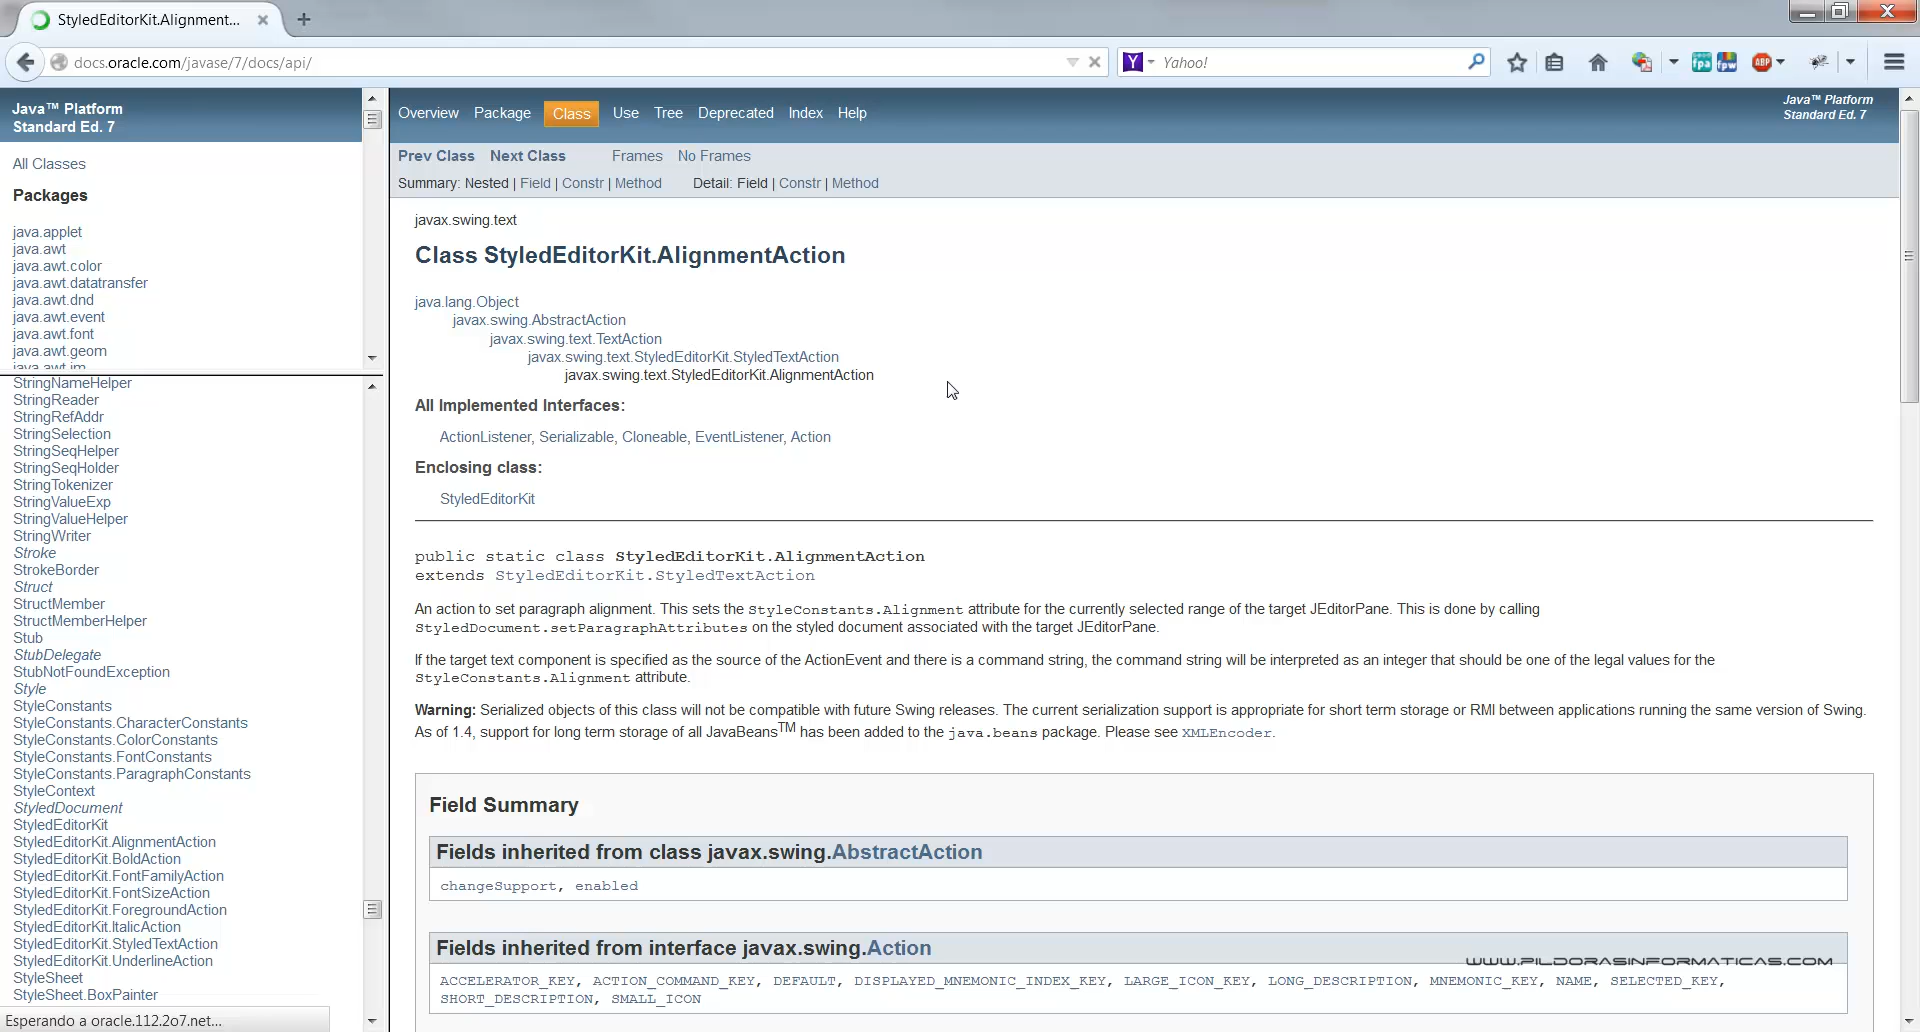 StyledEditorKit.Alignment...
docs.oracle.com/javase/7/docs/api/
Yahoo!
fpa
fpw
ABP
Java™ Platform
Standard Ed. 7
All Classes
Packages
java.applet
java.awt
java.awt.color
java.awt.datatransfer
java.awt.dnd
java.awt.event
java.awt.font
java.awt.geom
java.awt.im
StringNameHelper
StringReader
StringRefAddr
StringSelection
StringSeqHelper
StringSeqHolder
StringTokenizer
StringValueExp
StringValueHelper
StringWriter
Stroke
StrokeBorder
Struct
StructMember
StructMemberHelper
Stub
StubDelegate
StubNotFoundException
Style
StyleConstants
StyleConstants.CharacterConstants
StyleConstants.ColorConstants
StyleConstants.FontConstants
StyleConstants.ParagraphConstants
StyleContext
StyledDocument
StyledEditorKit
StyledEditorKit.AlignmentAction
StyledEditorKit.BoldAction
StyledEditorKit.FontFamilyAction
StyledEditorKit.FontSizeAction
StyledEditorKit.ForegroundAction
StyledEditorKit.ItalicAction
StyledEditorKit.StyledTextAction
StyledEditorKit.UnderlineAction
StyleSheet
StyleSheet.BoxPainter
Esperando a oracle.112.2o7.net...
Overview Package Class Use Tree Deprecated Index Help
Java™ Platform
Standard Ed. 7
Prev Class Next Class Frames No Frames
Summary: Nested | Field | Constr | Method Detail: Field | Constr | Method
javax.swing.text
Class StyledEditorKit.AlignmentAction
java.lang.Object
javax.swing.AbstractAction
javax.swing.text.TextAction
javax.swing.text.StyledEditorKit.StyledTextAction
javax.swing.text.StyledEditorKit.AlignmentAction
All Implemented Interfaces:
ActionListener, Serializable, Cloneable, EventListener, Action
Enclosing class:
StyledEditorKit
public static class StyledEditorKit.AlignmentAction
extends StyledEditorKit.StyledTextAction
An action to set paragraph alignment. This sets the StyleConstants.Alignment attribute for the currently selected range of the target JEditorPane. This is done by calling
StyledDocument.setParagraphAttributes on the styled document associated with the target JEditorPane.
If the target text component is specified as the source of the ActionEvent and there is a command string, the command string will be interpreted as an integer that should be one of the legal values for the
StyleConstants.Alignment attribute.
Warning: Serialized objects of this class will not be compatible with future Swing releases. The current serialization support is appropriate for short term storage or RMI between applications running the same version of Swing.
As of 1.4, support for long term storage of all JavaBeans™ has been added to the java.beans package. Please see XMLEncoder.
Field Summary
Fields inherited from class javax.swing.AbstractAction
changeSupport, enabled
Fields inherited from interface javax.swing.Action
WWW.PILDORASINFORMATICAS.COM
ACCELERATOR_KEY, ACTION_COMMAND_KEY, DEFAULT, DISPLAYED_MNEMONIC_INDEX_KEY, LARGE_ICON_KEY, LONG_DESCRIPTION, MNEMONIC_KEY, NAME, SELECTED_KEY,
SHORT_DESCRIPTION, SMALL_ICON